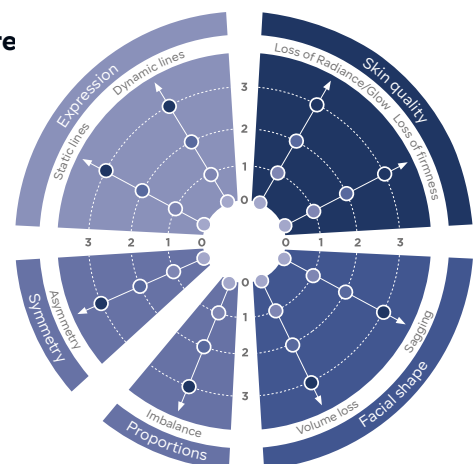 re
Expression
Dynamic lines
Static lines
Loss of Radiance/Glow
Skin quality
Loss of firmness
3
2
1
0
3 2 1 0
0 1 2 3
0
1
2
3
Asymmetry
Symmetry
Imbalance
Proportions
Volume loss
Sagging
Facial shape